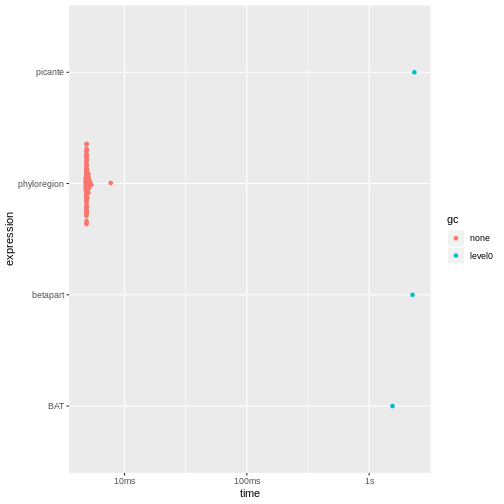 picante
phyloregion
betapart
BAT
expression
10ms
100ms
1s
time
gc
none
level0